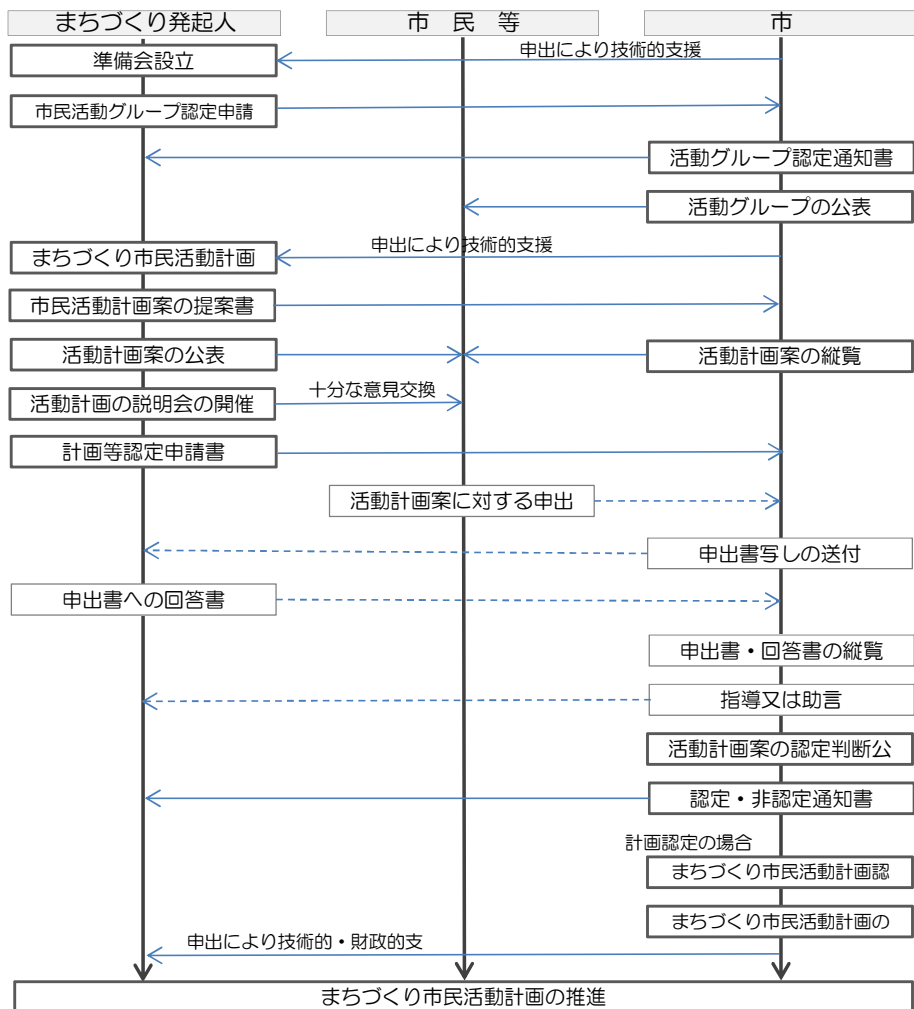 まちづくり発起人
市 民 等
市
準備会設立
申出により技術的支援
市民活動グループ認定申請
活動グループ認定通知書
活動グループの公表
まちづくり市民活動計画
申出により技術的支援
市民活動計画案の提案書
活動計画案の公表
活動計画案の縦覧
活動計画の説明会の開催
十分な意見交換
計画等認定申請書
活動計画案に対する申出
申出書写しの送付
申出書への回答書
申出書・回答書の縦覧
指導又は助言
活動計画案の認定判断公
認定・非認定通知書
計画認定の場合
まちづくり市民活動計画認
まちづくり市民活動計画の
申出により技術的・財政的支
まちづくり市民活動計画の推進